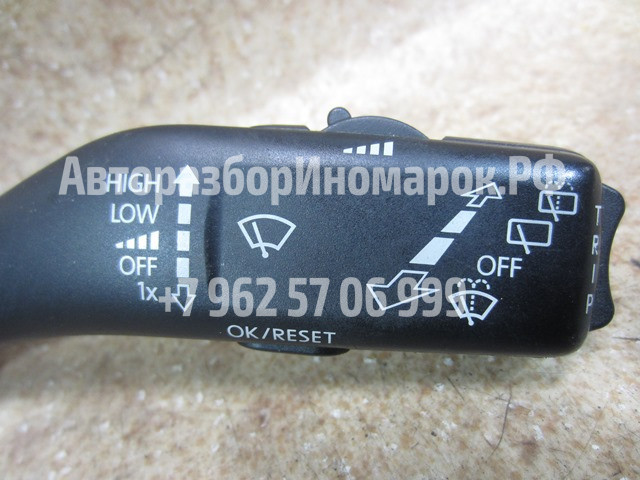 АвторазборИномарок.РФ
HIGH
LOW
OFF
1x
OFF
TRIP
+7 962 57 06 999
OK/RESET